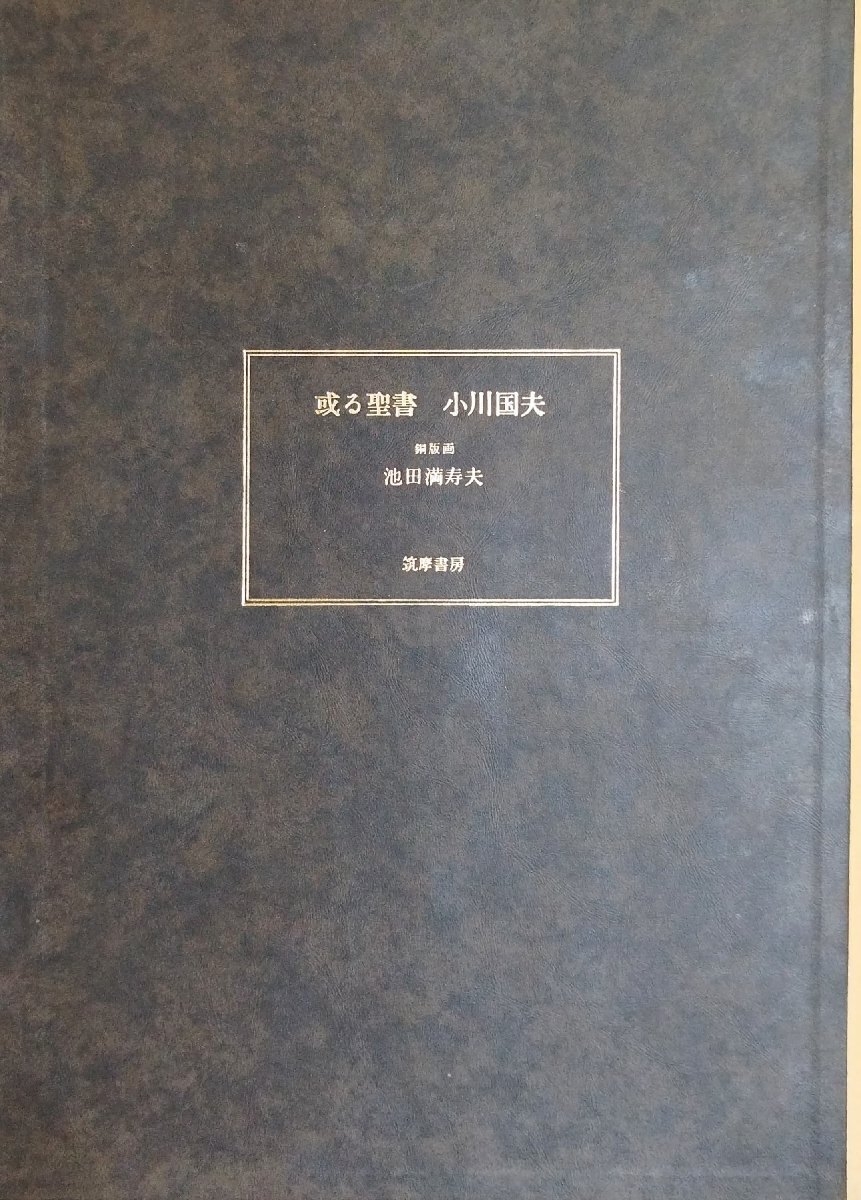 或る聖書　小川国夫
銅版画
池田満寿夫
筑摩書房